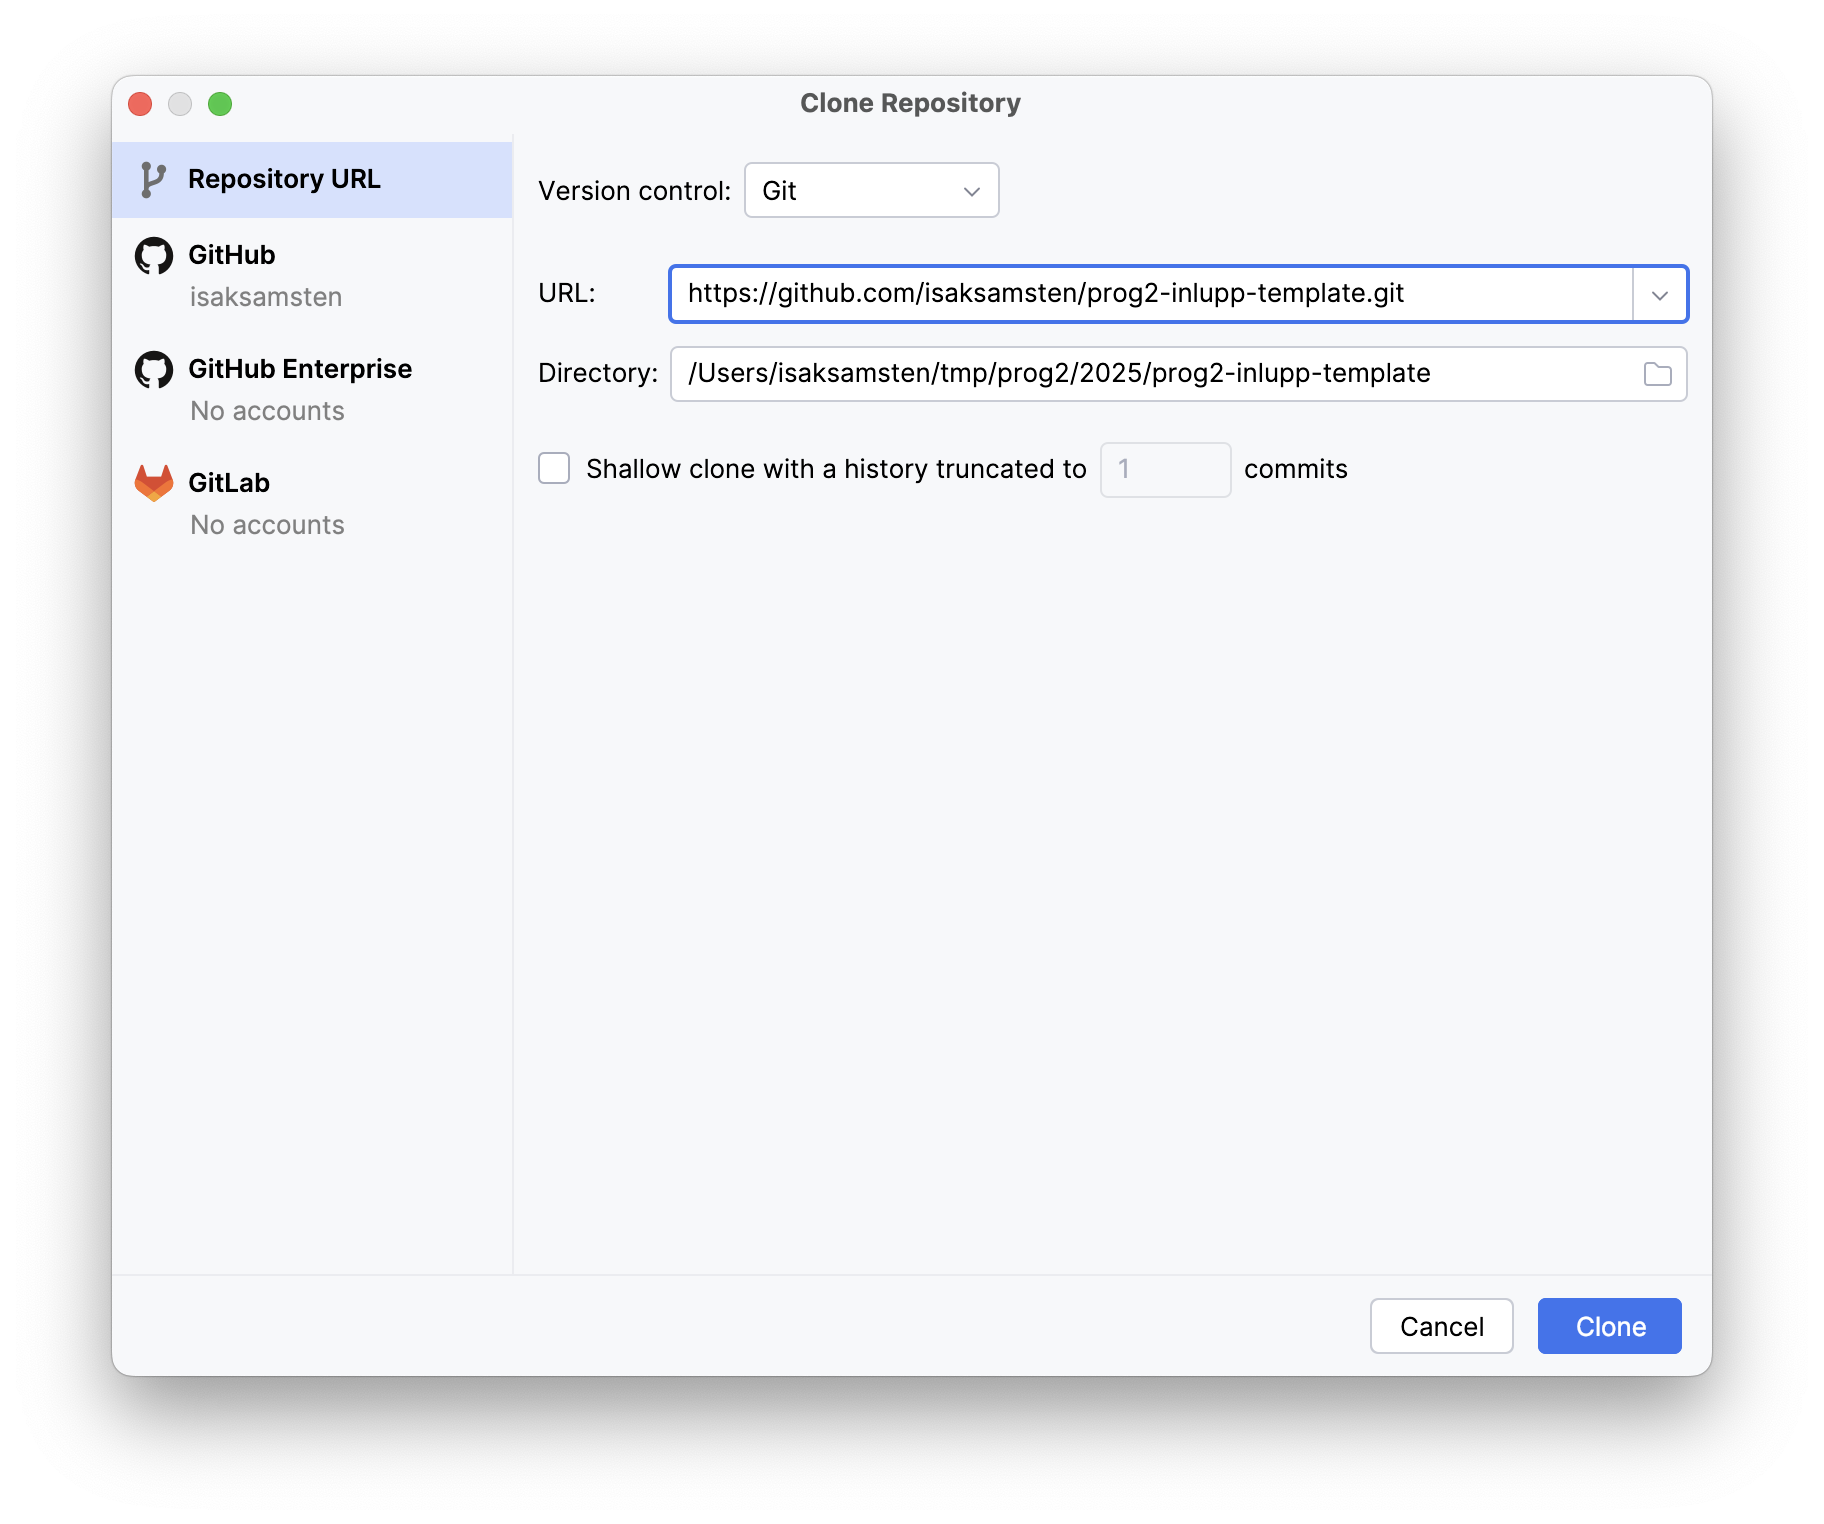 Clone Repository
Repository URL
GitHub
isaksamsten
GitHub Enterprise
No accounts
GitLab
No accounts
Version control: Git
URL: https://github.com/isaksamsten/prog2-inlupp-template.git
Directory: /Users/isaksamsten/tmp/prog2/2025/prog2-inlupp-template
Shallow clone with a history truncated to 1 commits
Cancel Clone